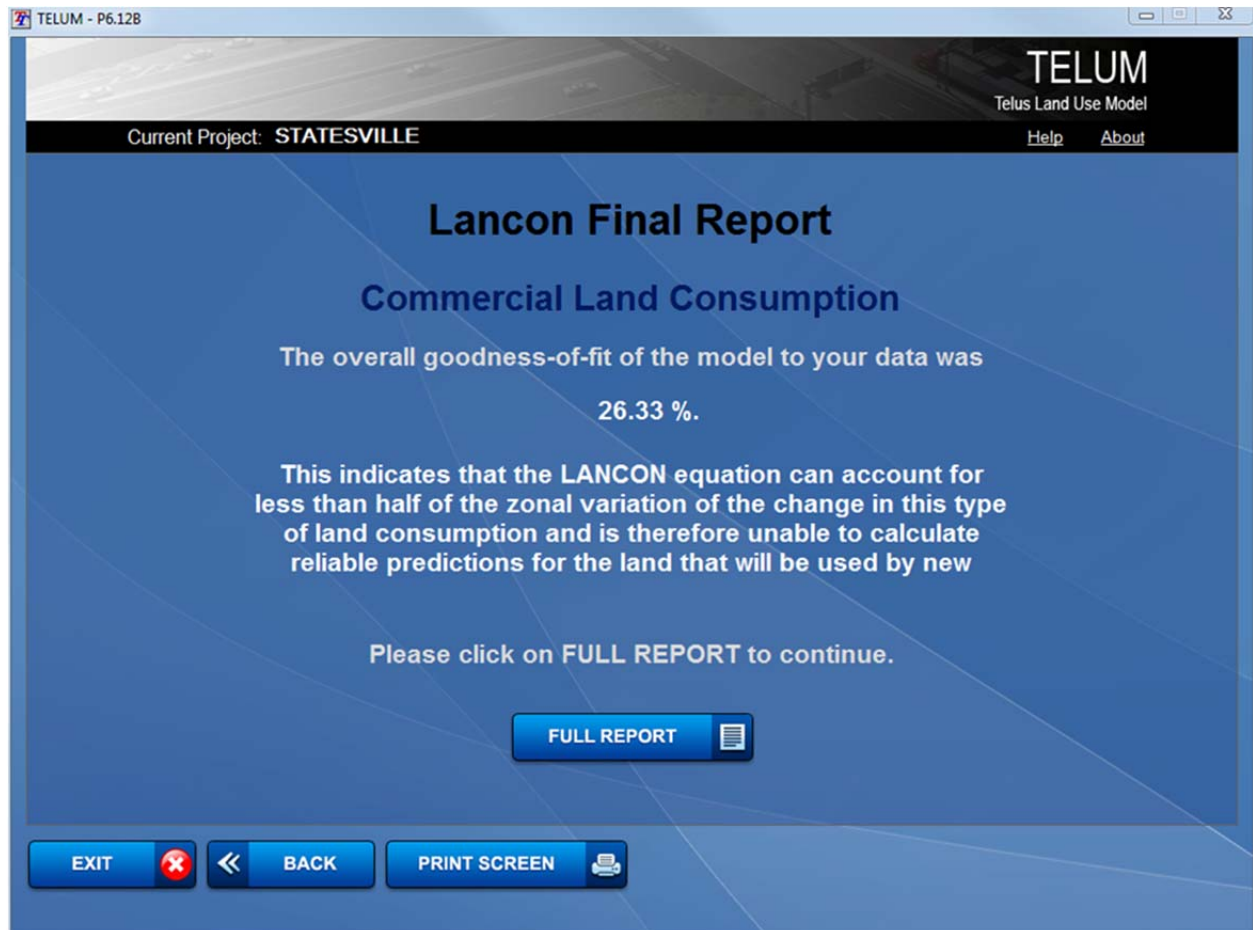 TELUM - P6.12B
TELUM
Telus Land Use Model
Current Project: STATESVILLE
Help About
Lancon Final Report
Commercial Land Consumption
The overall goodness-of-fit of the model to your data was
26.33 %.
This indicates that the LANCON equation can account for
less than half of the zonal variation of the change in this type
of land consumption and is therefore unable to calculate
reliable predictions for the land that will be used by new
Please click on FULL REPORT to continue.
FULL REPORT
EXIT BACK PRINT SCREEN